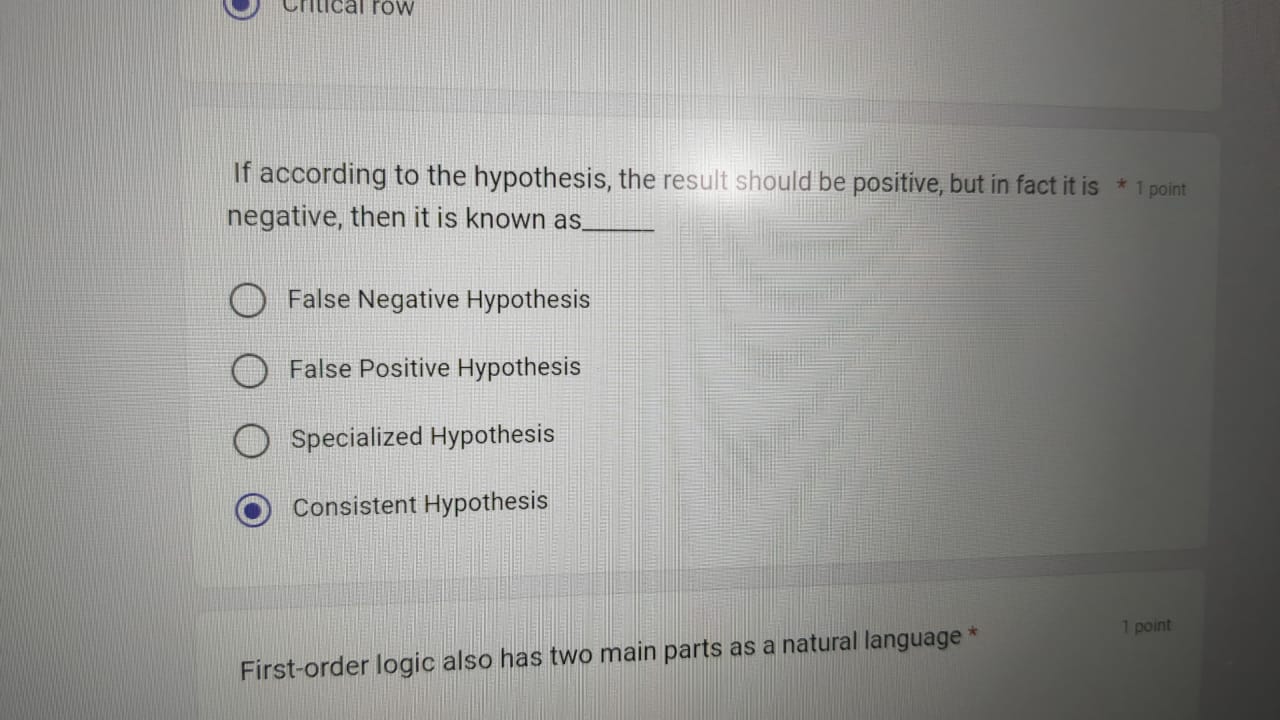 Critical row
If according to the hypothesis, the result should be positive, but in fact it is * 1 point
negative, then it is known as______
False Negative Hypothesis
False Positive Hypothesis
Specialized Hypothesis
Consistent Hypothesis
First-order logic also has two main parts as a natural language * 1 point